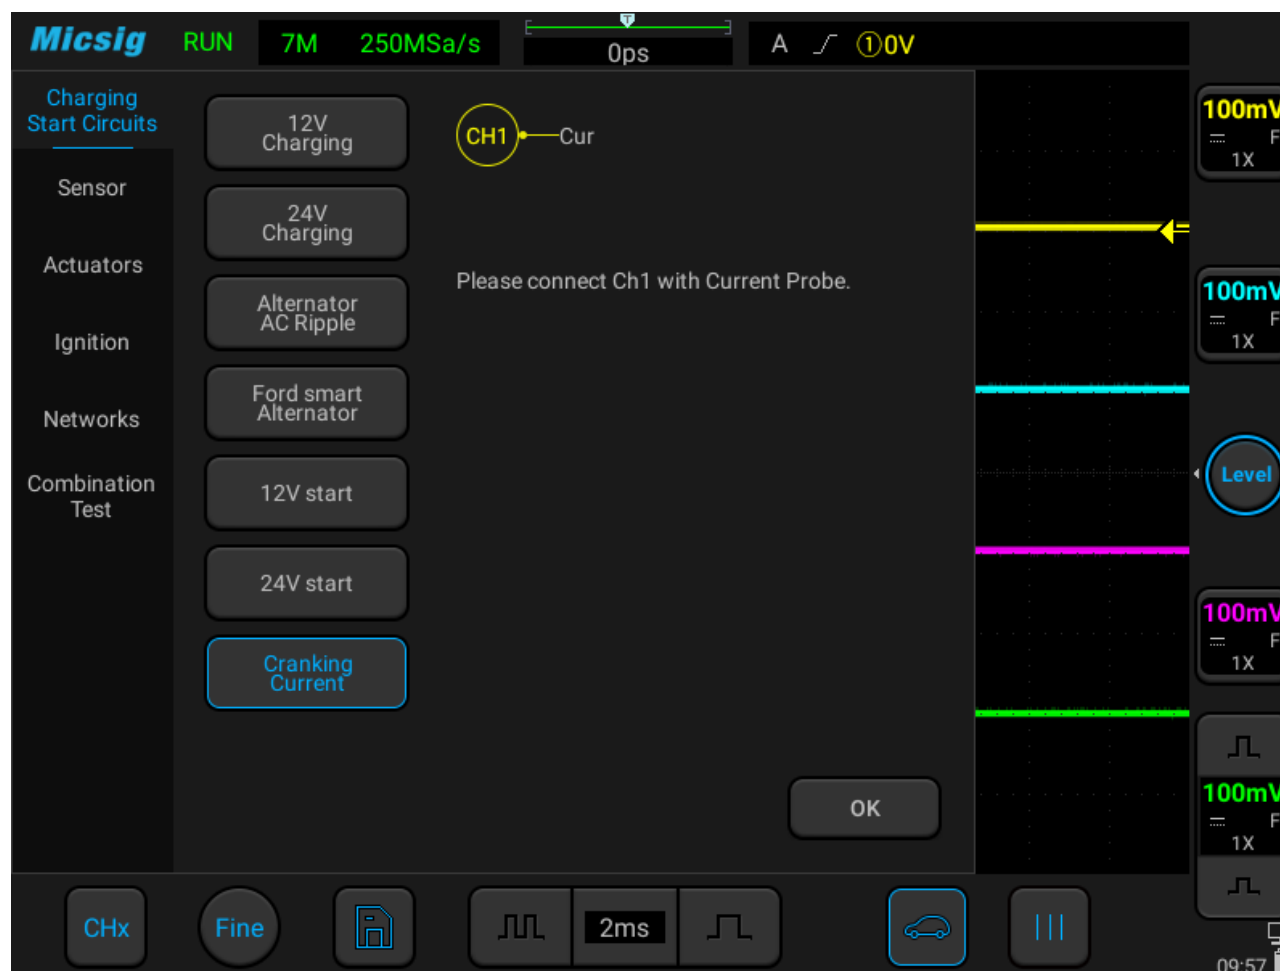 Micsig RUN 7M 250MSa/s T 0ps A ①0V
Charging
Start Circuits
Sensor
Actuators
Ignition
Networks
Combination
Test
12V
Charging
24V
Charging
Alternator
AC Ripple
Ford smart
Alternator
12V start
24V start
Cranking
Current
CH1 Cur
Please connect Ch1 with Current Probe.
OK
100mV
F
1X
100mV
F
1X
Level
100mV
F
1X
100mV
F
1X
CHx Fine 2ms
09:57